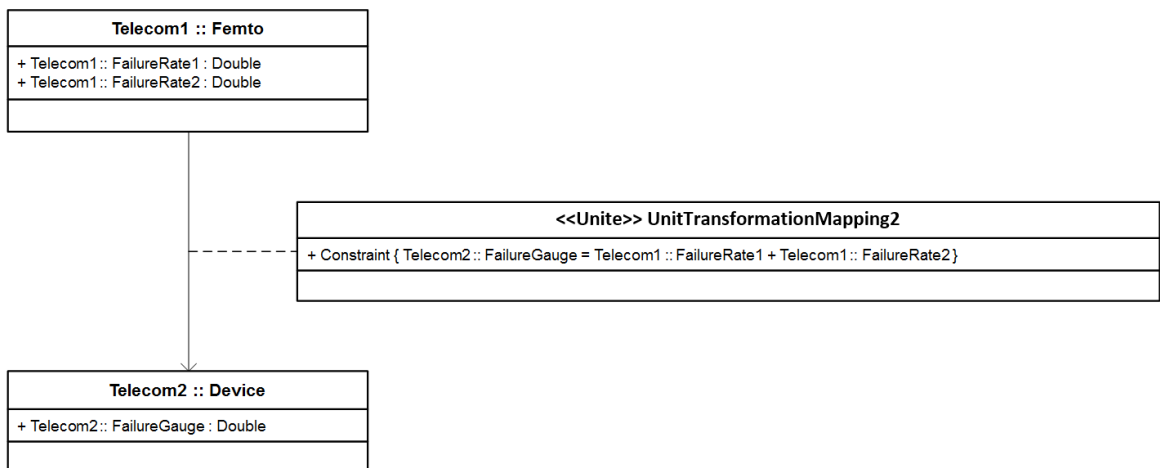 Telecom1 :: Femto
+ Telecom1:: FailureRate1 : Double
+ Telecom1:: FailureRate2 : Double
<<Unite>> UnitTransformationMapping2
+ Constraint { Telecom2:: FailureGauge = Telecom1 :: FailureRate1 + Telecom1:: FailureRate2 }
Telecom2 :: Device
+ Telecom2:: FailureGauge : Double